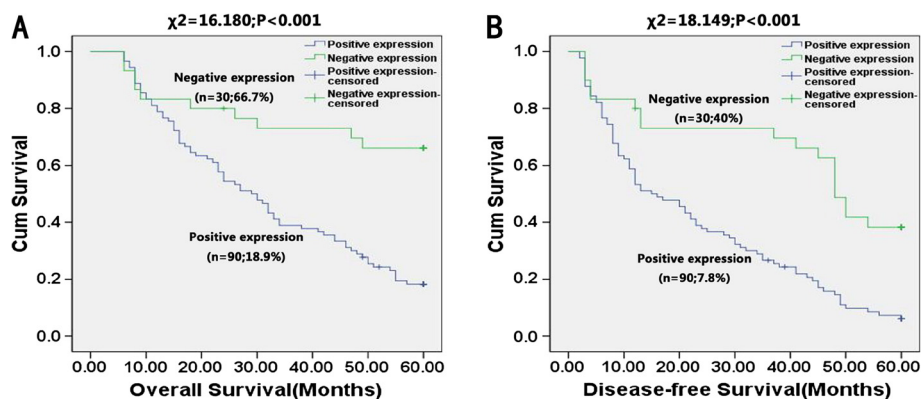 A
χ2=16.180;P<0.001
Positive expression
Negative expression
Positive expression-
censored
Negative expression-
censored
Negative expression
(n=30;66.7%)
Positive expression
(n=90;18.9%)
Cum Survival
1.0
0.8
0.6
0.4
0.2
0.0
0.00 10.00 20.00 30.00 40.00 50.00 60.00
Overall Survival(Months)
B
χ2=18.149;P<0.001
Positive expression
Negative expression
Positive expression-
censored
Negative expression-
censored
Negative expression
(n=30;40%)
Positive expression
(n=90;7.8%)
Cum Survival
1.0
0.8
0.6
0.4
0.2
0.0
0.00 10.00 20.00 30.00 40.00 50.00 60.00
Disease-free Survival(Months)